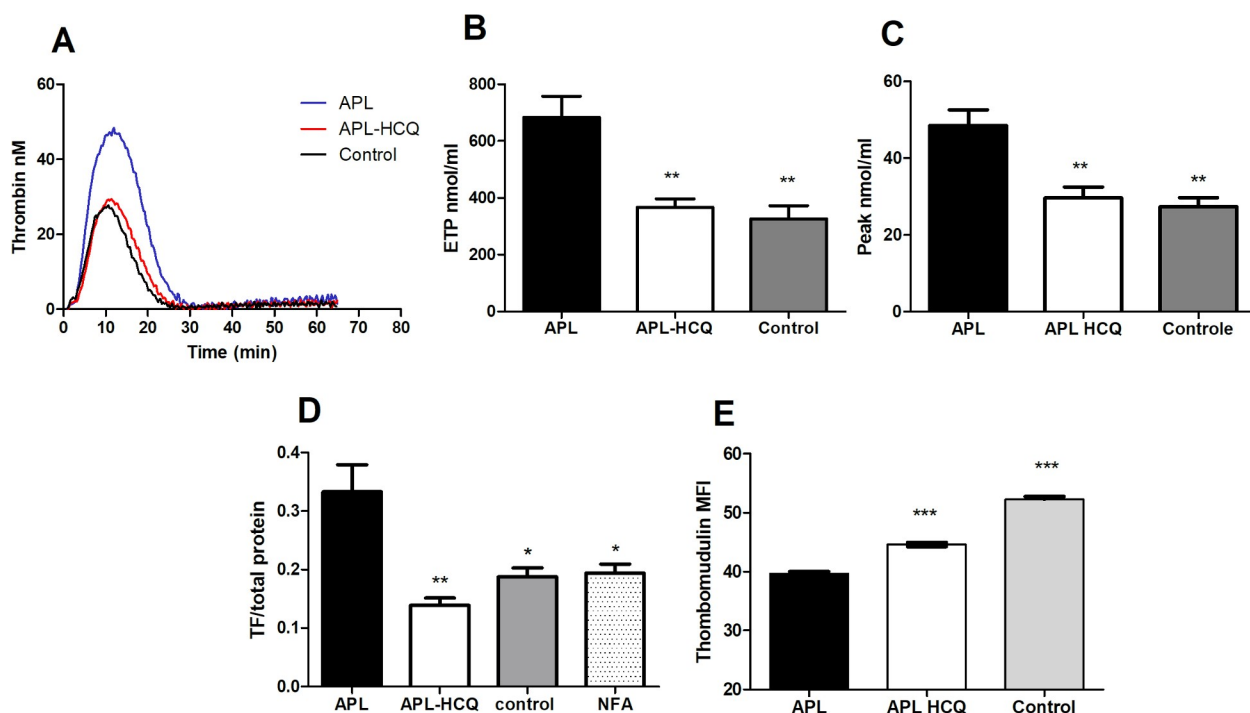 A
Thrombin nM
60
40
20
0
0 10 20 30 40 50 60 70 80
Time (min)
APL
APL-HCQ
Control
B
ETP nmol/ml
800
600
400
200
0
**
**
APL APL-HCQ Control
C
Peak nmol/ml
60
40
20
0
**
**
APL APL HCQ Controle
D
TF/total protein
0.4
0.3
0.2
0.1
0.0
**
*
*
APL APL-HCQ control NFA
E
Thombomudulin MFI
60
50
40
30
20
***
***
APL APL HCQ Control